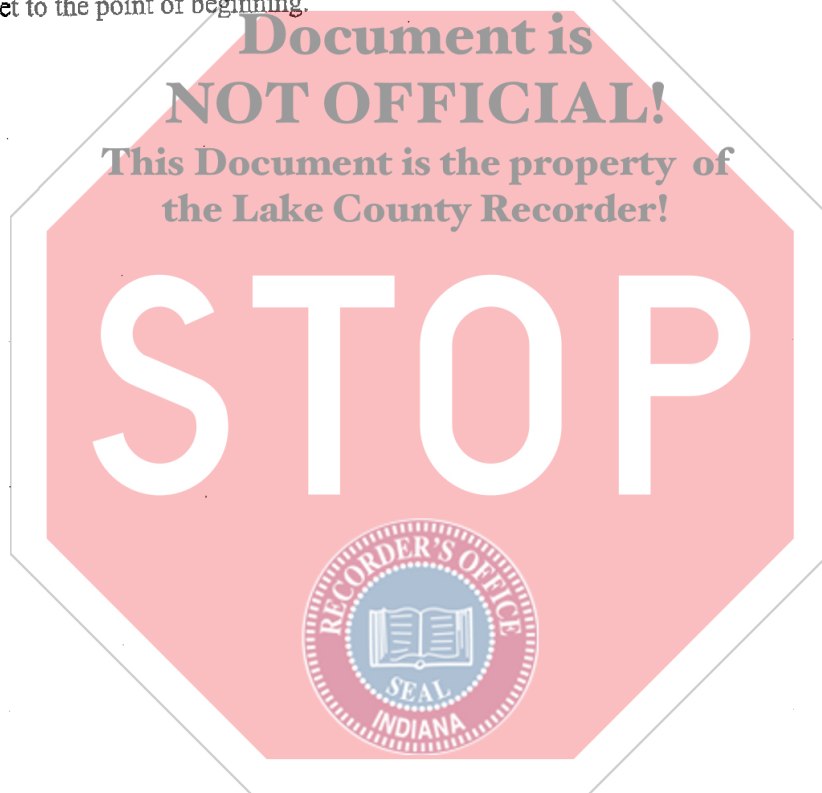 et to the point of beginning.
Document is
NOT OFFICIAL!
This Document is the property of
the Lake County Recorder!
STOP
RECORDER'S OFFICE
SEAL
INDIANA